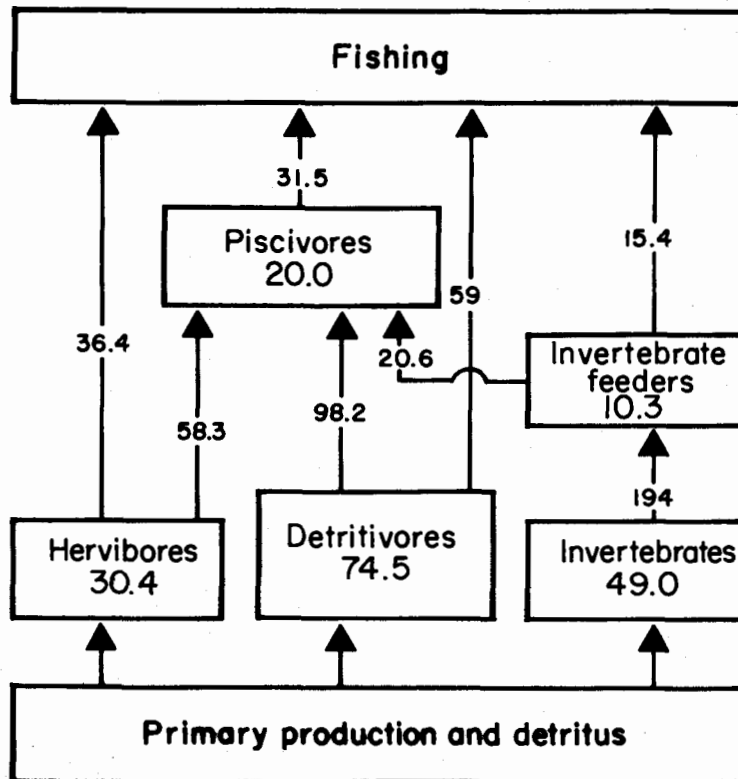 Fishing
31.5
Piscivores
20.0
15.4
59
36.4
20.6
Invertebrate
feeders
10.3
58.3
98.2
194
Hervibores
30.4
Detritivores
74.5
Invertebrates
49.0
Primary production and detritus